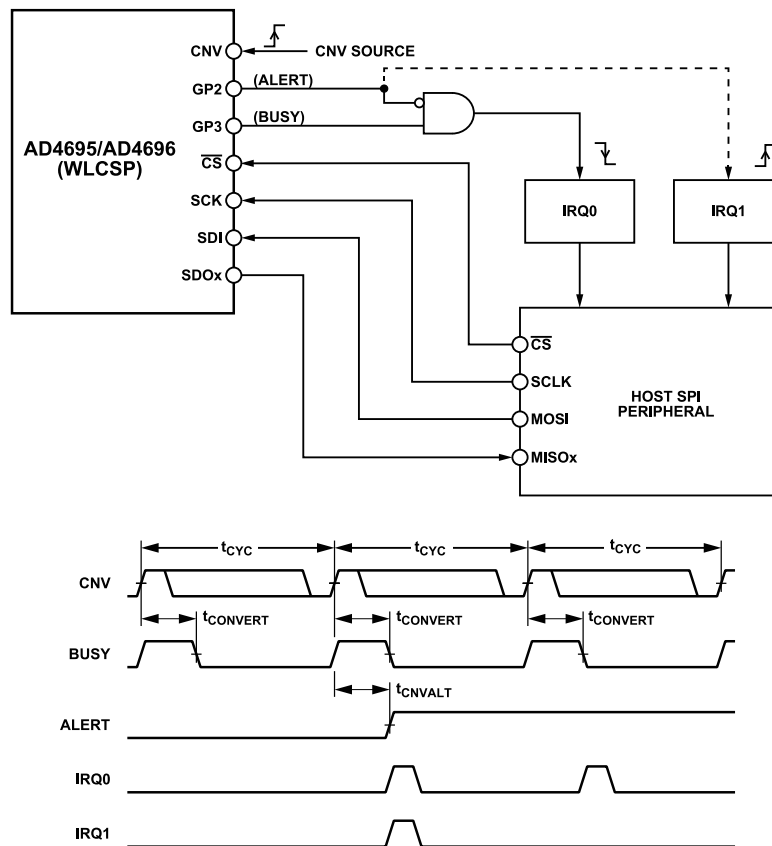 CNV
CNV SOURCE
GP2
(ALERT)
GP3
(BUSY)
AD4695/AD4696
(WLCSP)
CS
SCK
SDI
SDOx
IRQ0
IRQ1
CS
SCLK
MOSI
MISOx
HOST SPI
PERIPHERAL
tCYC
tCYC
tCYC
CNV
tCONVERT
tCONVERT
tCONVERT
BUSY
tCNVALT
ALERT
IRQ0
IRQ1